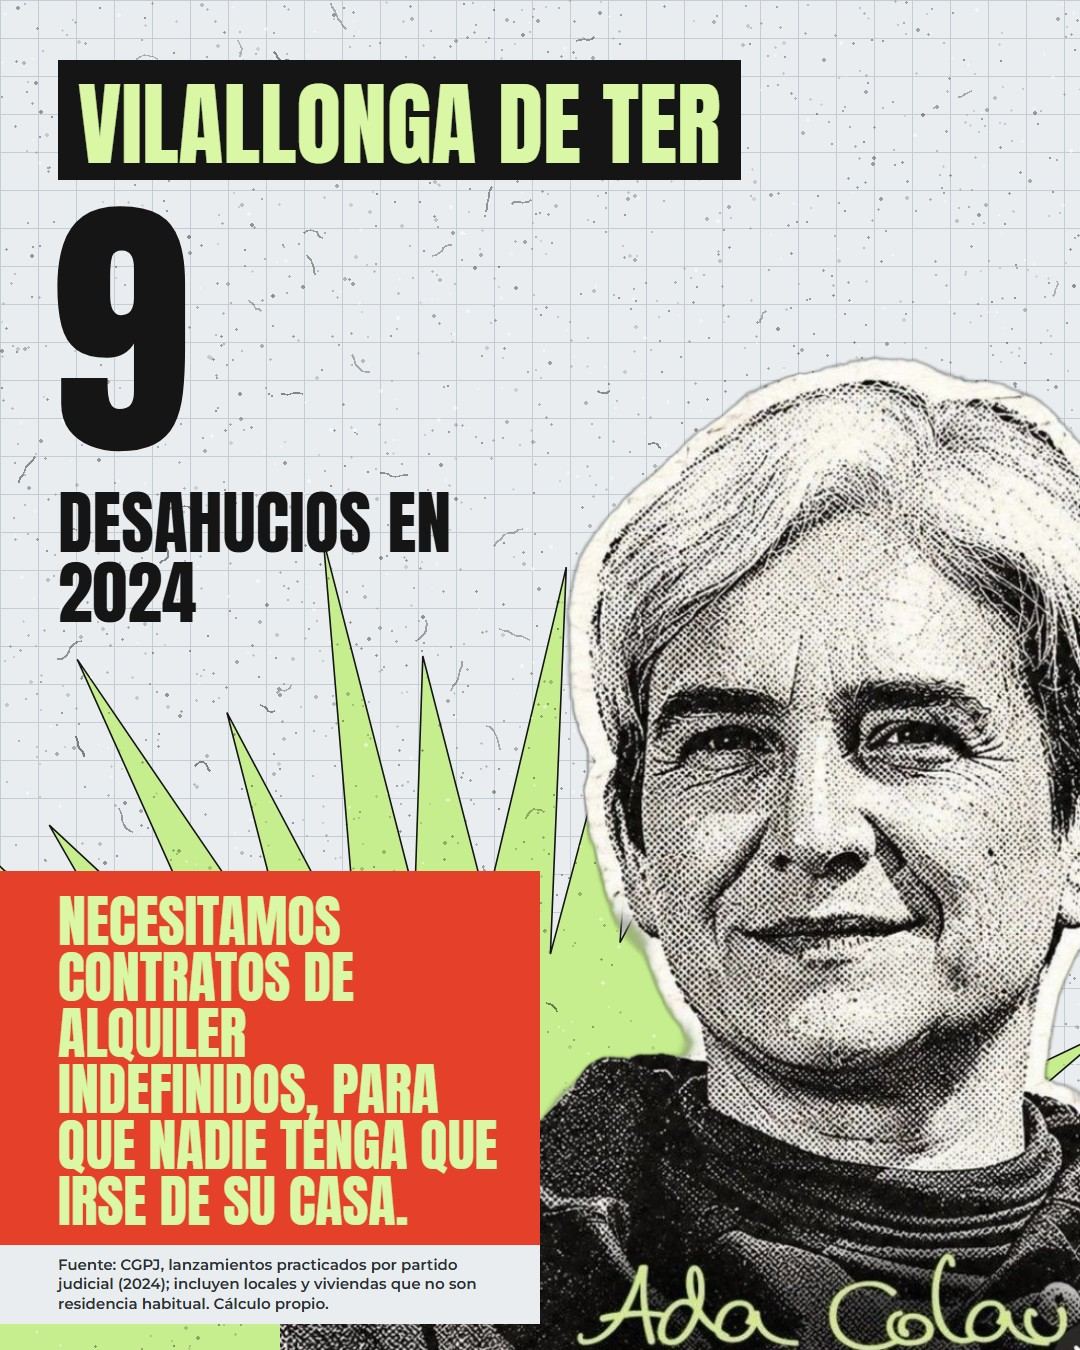 VILALLONGA DE TER
9
DESAHUCIOS EN
2024
NECESITAMOS
CONTRATOS DE
ALQUILER
INDEFINIDOS, PARA
QUE NADIE TENGA QUE
IRSE DE SU CASA.
Fuente: CGPJ, lanzamientos practicados por partido
judicial (2024); incluyen locales y viviendas que no son
residencia habitual. Cálculo propio.
Ada Colau